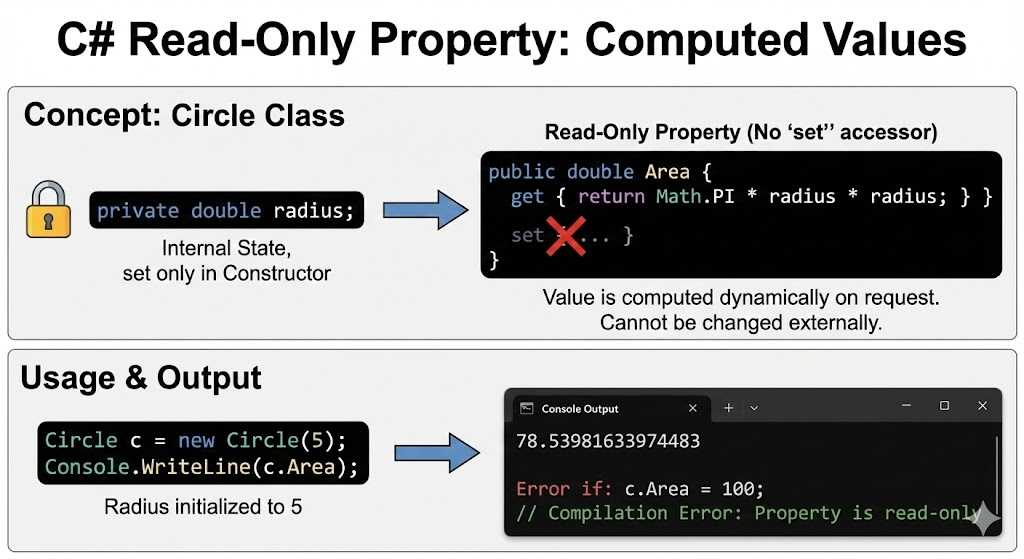 C# Read-Only Property: Computed Values
Concept: Circle Class
private double radius;
Internal State,
set only in Constructor
Read-Only Property (No ‘set’’ accessor)
public double Area {
get { return Math.PI * radius * radius; } }
set { ... }
}
Value is computed dynamically on request.
Cannot be changed externally.
Usage & Output
Circle c = new Circle(5);
Console.WriteLine(c.Area);
Radius initialized to 5
Console Output
78.53981633974483
Error if: c.Area = 100;
// Compilation Error: Property is read-only